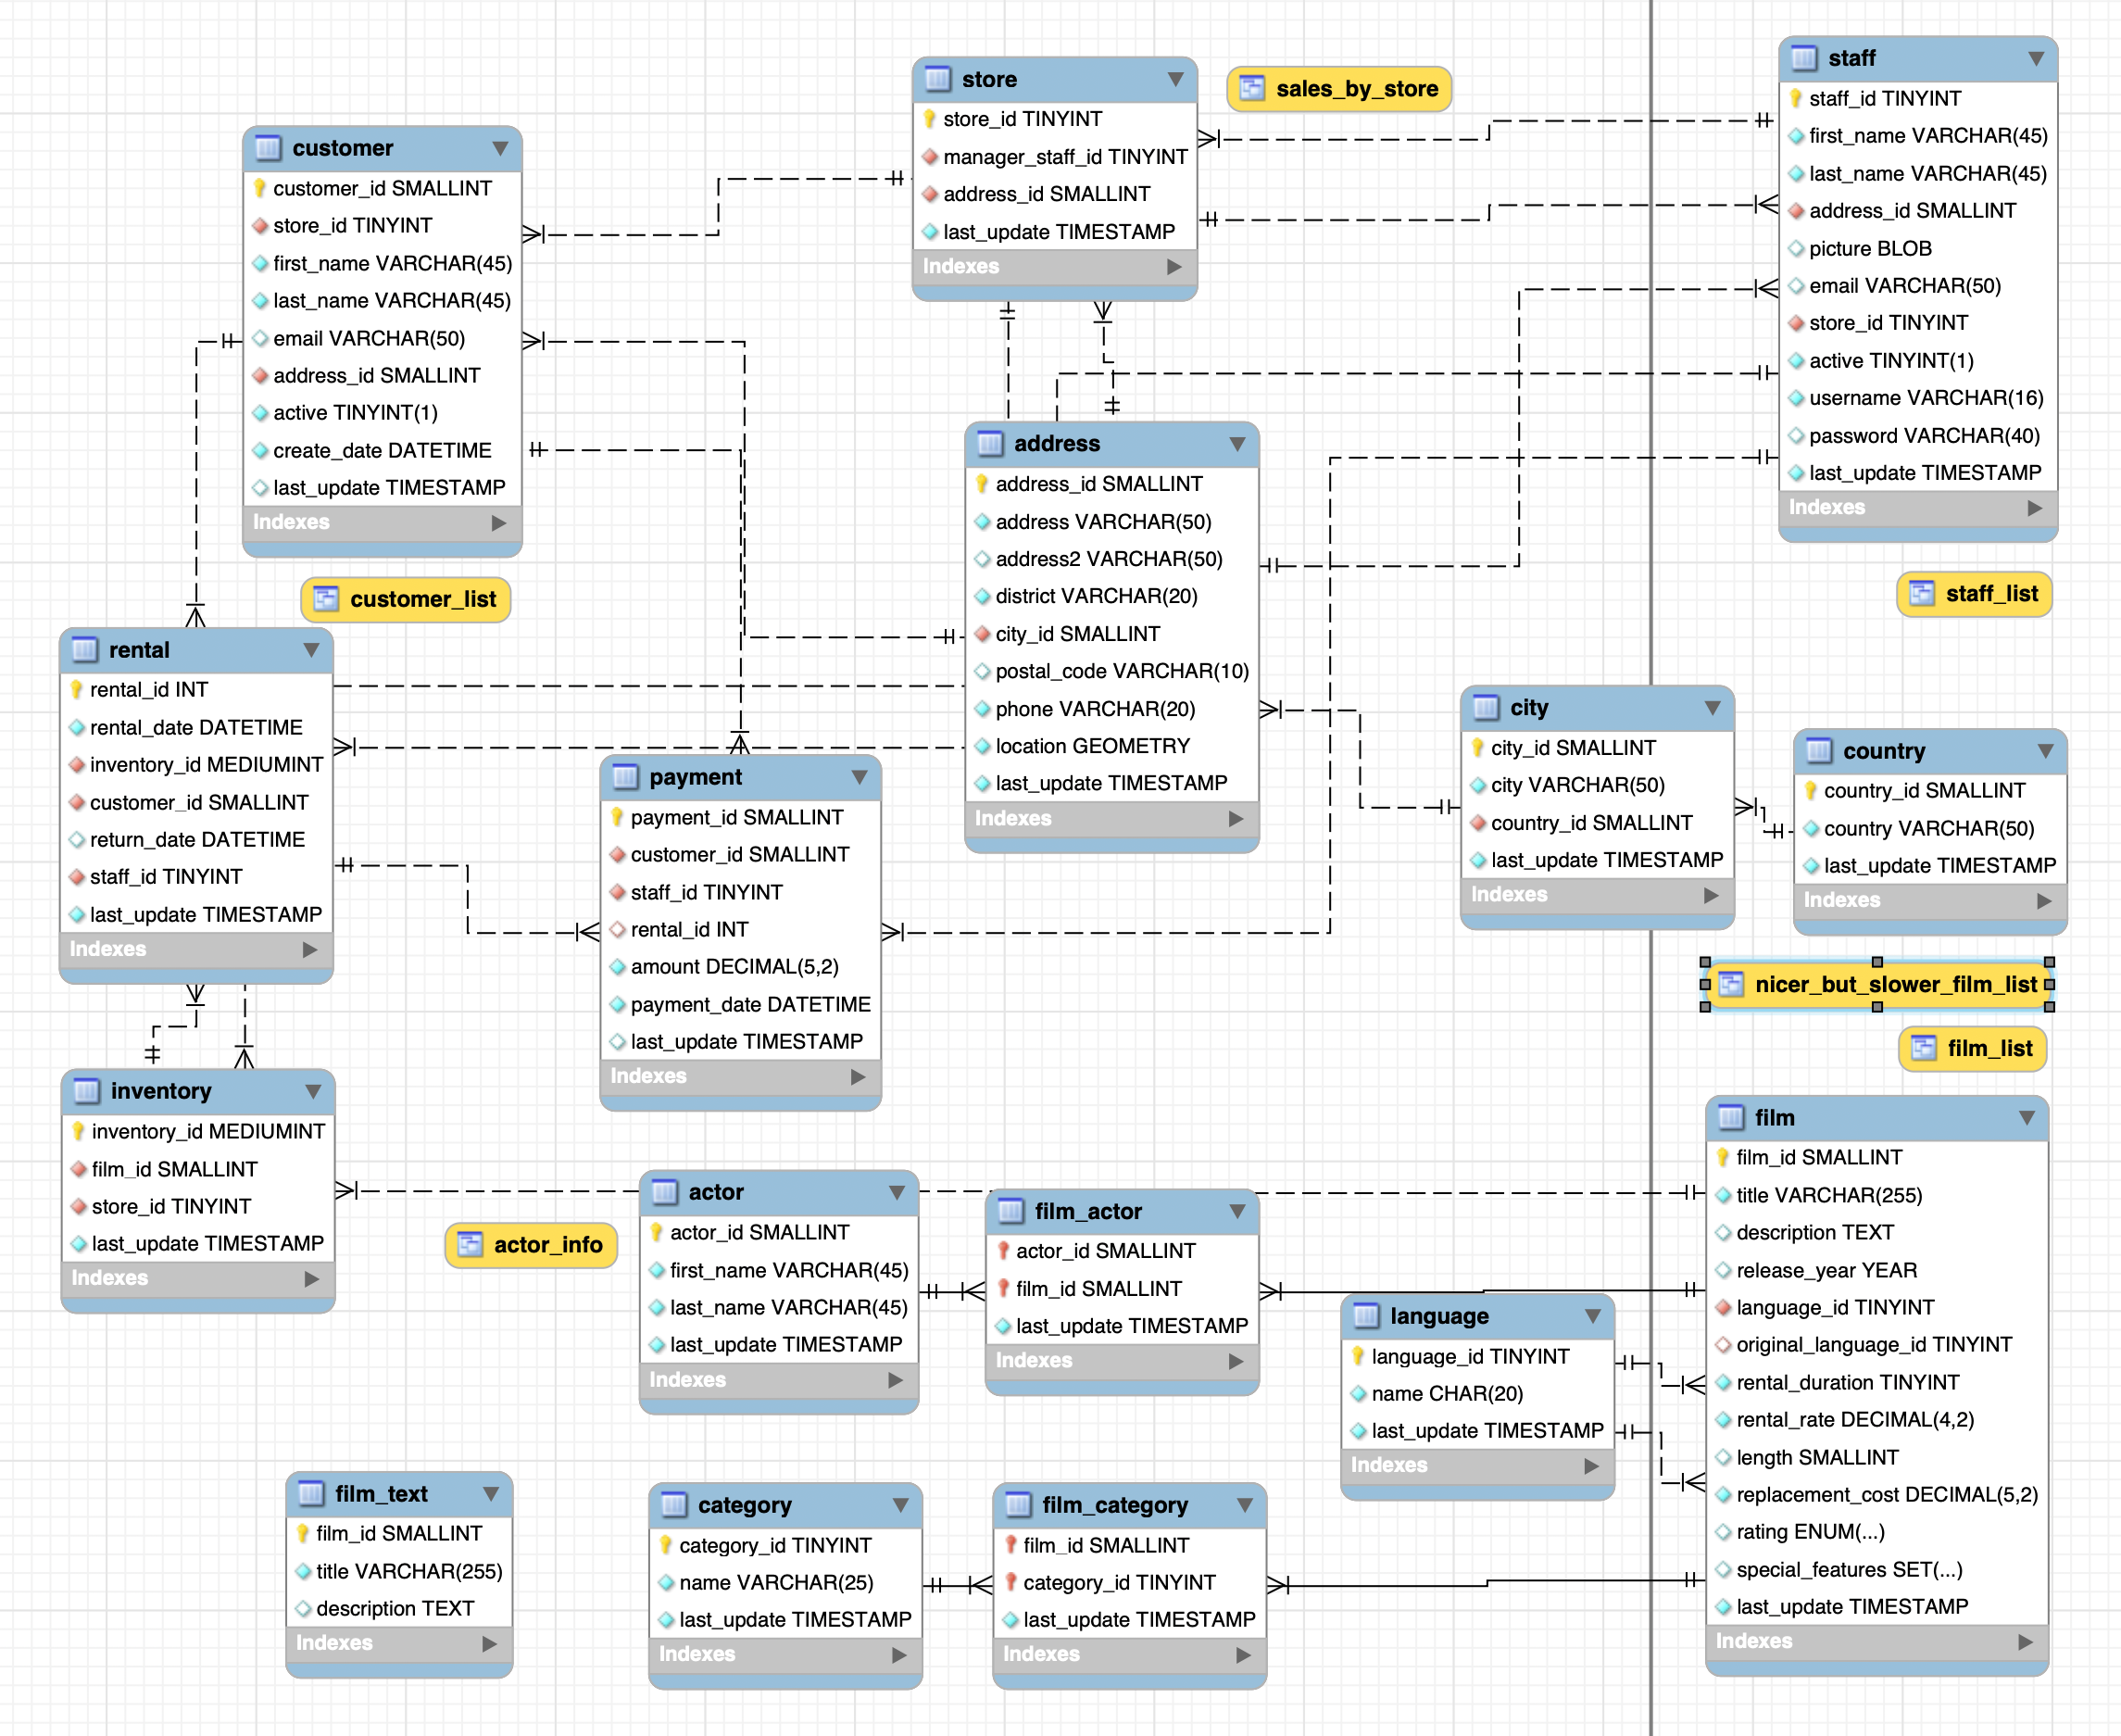 store
store_id TINYINT
manager_staff_id TINYINT
address_id SMALLINT
last_update TIMESTAMP
Indexes
sales_by_store
staff
staff_id TINYINT
first_name VARCHAR(45)
last_name VARCHAR(45)
address_id SMALLINT
picture BLOB
email VARCHAR(50)
store_id TINYINT
active TINYINT(1)
username VARCHAR(16)
password VARCHAR(40)
last_update TIMESTAMP
Indexes
customer
customer_id SMALLINT
store_id TINYINT
first_name VARCHAR(45)
last_name VARCHAR(45)
email VARCHAR(50)
address_id SMALLINT
active TINYINT(1)
create_date DATETIME
last_update TIMESTAMP
Indexes
customer_list
address
address_id SMALLINT
address VARCHAR(50)
address2 VARCHAR(50)
district VARCHAR(20)
city_id SMALLINT
postal_code VARCHAR(10)
phone VARCHAR(20)
location GEOMETRY
last_update TIMESTAMP
Indexes
staff_list
rental
rental_id INT
rental_date DATETIME
inventory_id MEDIUMINT
customer_id SMALLINT
return_date DATETIME
staff_id TINYINT
last_update TIMESTAMP
Indexes
payment
payment_id SMALLINT
customer_id SMALLINT
staff_id TINYINT
rental_id INT
amount DECIMAL(5,2)
payment_date DATETIME
last_update TIMESTAMP
Indexes
city
city_id SMALLINT
city VARCHAR(50)
country_id SMALLINT
last_update TIMESTAMP
Indexes
country
country_id SMALLINT
country VARCHAR(50)
last_update TIMESTAMP
Indexes
nicer_but_slower_film_list
film_list
inventory
inventory_id MEDIUMINT
film_id SMALLINT
store_id TINYINT
last_update TIMESTAMP
Indexes
actor_info
actor
actor_id SMALLINT
first_name VARCHAR(45)
last_name VARCHAR(45)
last_update TIMESTAMP
Indexes
film_actor
actor_id SMALLINT
film_id SMALLINT
last_update TIMESTAMP
Indexes
language
language_id TINYINT
name CHAR(20)
last_update TIMESTAMP
Indexes
film
film_id SMALLINT
title VARCHAR(255)
description TEXT
release_year YEAR
language_id TINYINT
original_language_id TINYINT
rental_duration TINYINT
rental_rate DECIMAL(4,2)
length SMALLINT
replacement_cost DECIMAL(5,2)
rating ENUM(...)
special_features SET(...)
last_update TIMESTAMP
Indexes
film_text
film_id SMALLINT
title VARCHAR(255)
description TEXT
Indexes
category
category_id TINYINT
name VARCHAR(25)
last_update TIMESTAMP
Indexes
film_category
film_id SMALLINT
category_id TINYINT
last_update TIMESTAMP
Indexes